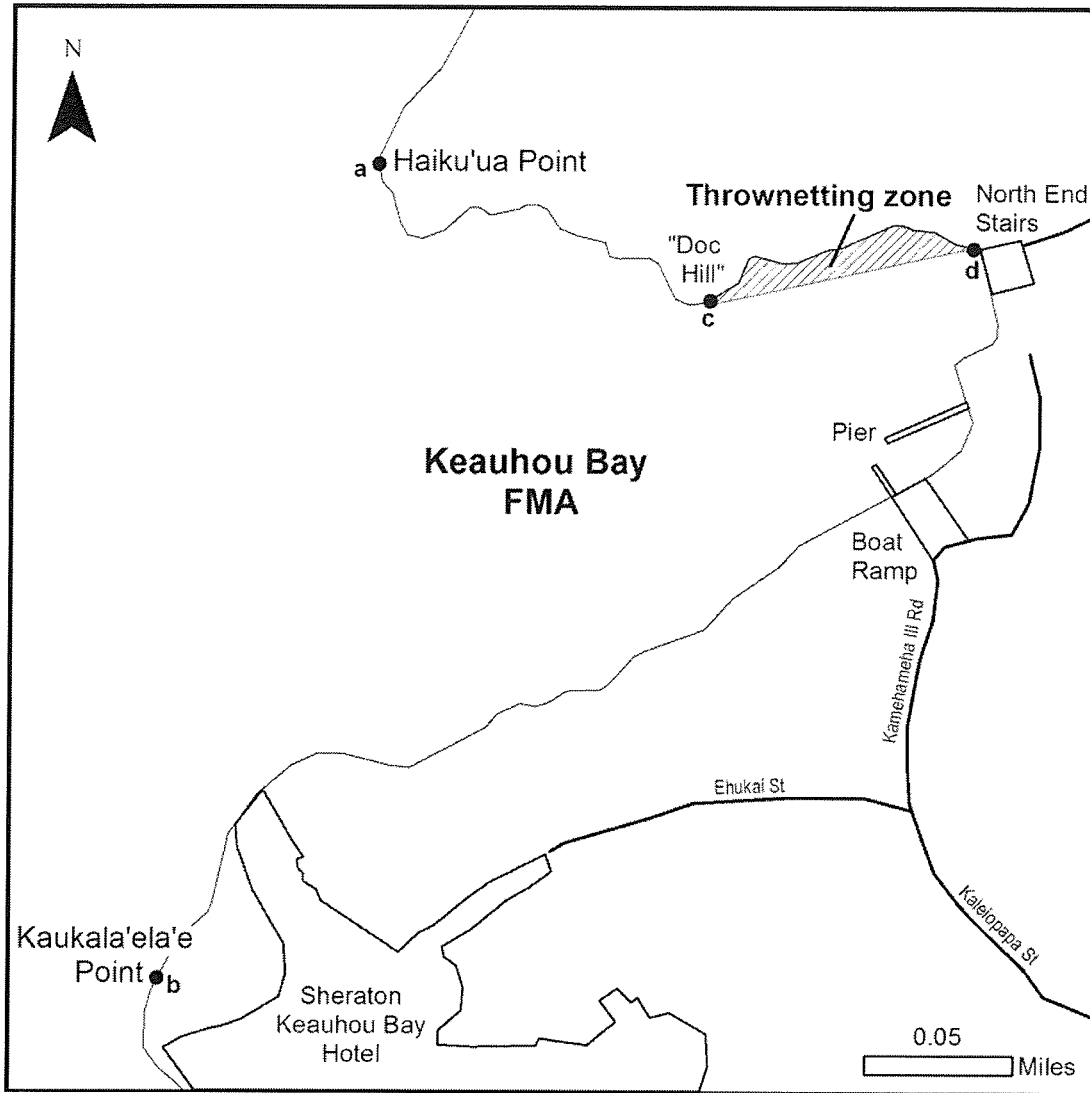 N
a
Haiku'ua Point
Thrownetting zone
North End
Stairs
"Doc
Hill"
d
c
Pier
Keauhou Bay
FMA
Boat
Ramp
Kamehameha III Rd
Ehukai St
Kaleiopapa St
Kaukala'ela'e
Point
b
Sheraton
Keauhou Bay
Hotel
0.05
Miles